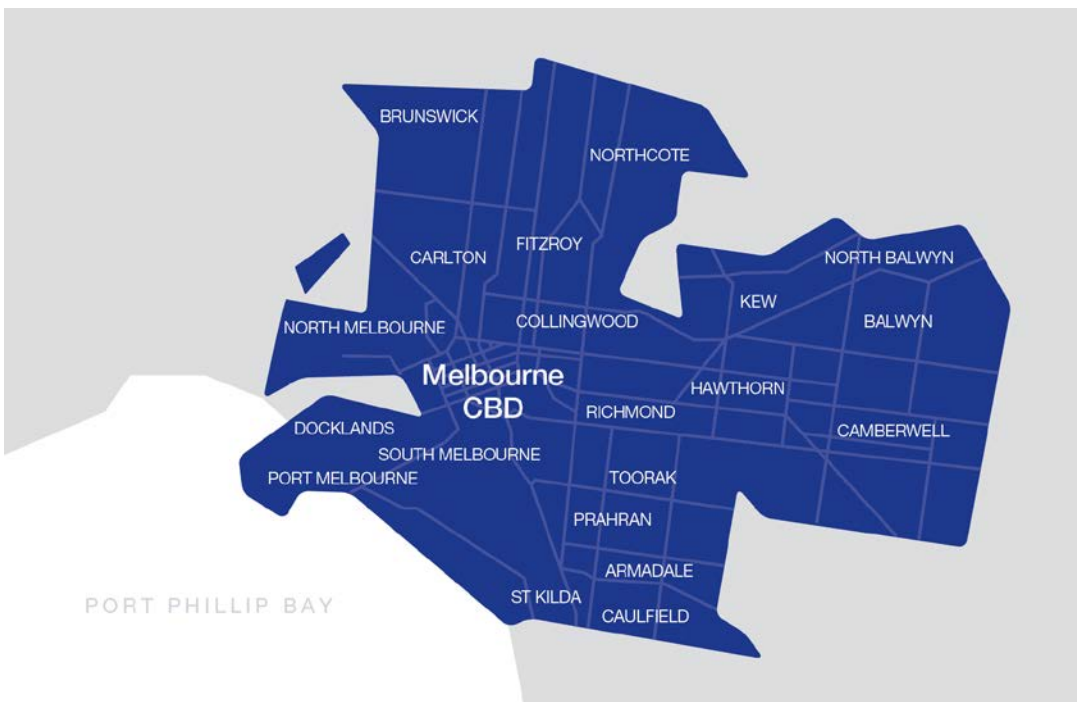 BRUNSWICK
NORTHCOTE
FITZROY
CARLTON
NORTH BALWYN
KEW
NORTH MELBOURNE
COLLINGWOOD
BALWYN
Melbourne
CBD
HAWTHORN
RICHMOND
DOCKLANDS
CAMBERWELL
SOUTH MELBOURNE
PORT MELBOURNE
TOORAK
PRAHRAN
ARMADALE
ST KILDA
PORT PHILLIP BAY
CAULFIELD